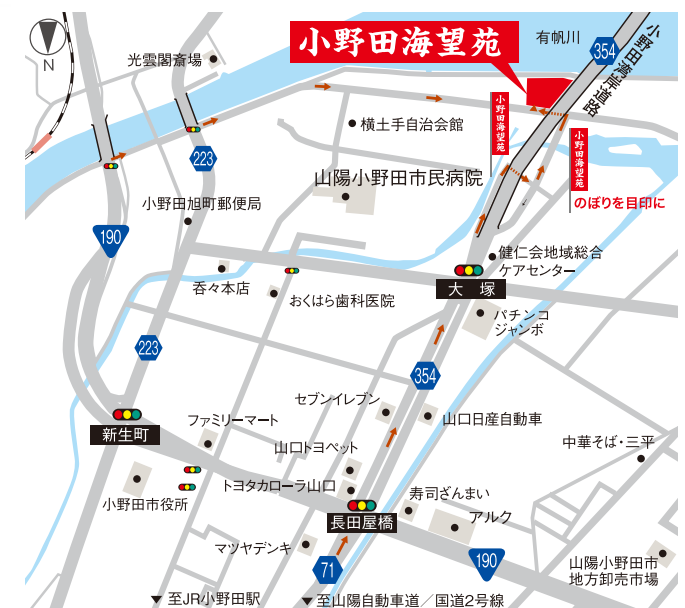 小野田海望苑
有帆川
354
小野田湾岸道路
N
光雲閣斎場
小野田海望苑
横土手自治会館
小野田海望苑
223
山陽小野田市民病院
のぼりを目印に
小野田旭町郵便局
190
健仁会地域総合
ケアセンター
呑々本店
おくはら歯科医院
大 塚
パチンコ
ジャンボ
223
354
セブンイレブン
山口日産自動車
新生町
ファミリーマート
中華そば・三平
山口トヨペット
小野田市役所
トヨタカローラ山口
寿司ざんまい
長田屋橋
アルク
マツヤデンキ
71
190
山陽小野田市
地方卸売市場
▼ 至JR小野田駅
▼ 至山陽自動車道／国道2号線